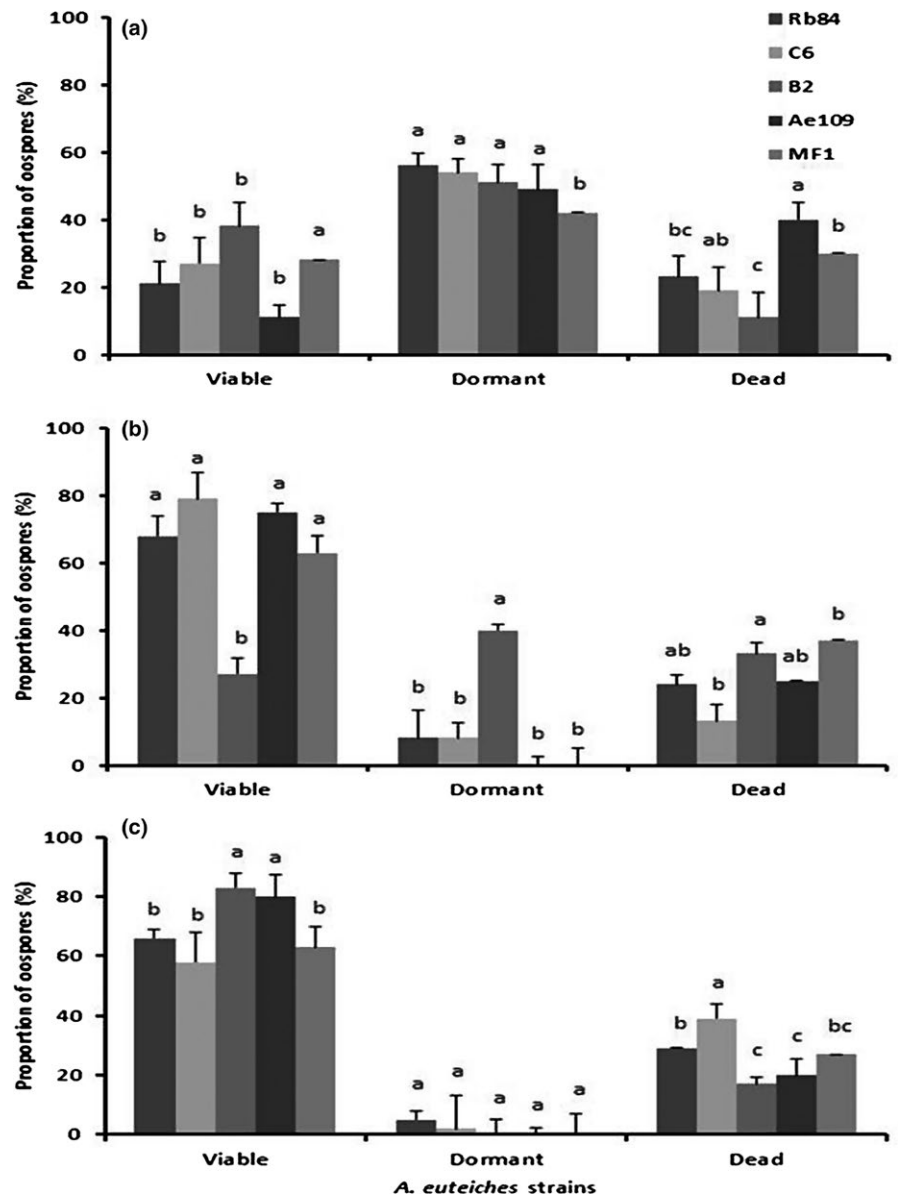 (a)
Proportion of oospores (%)
100
80
60
40
20
0
Rb84
C6
B2
Ae109
MF1
b b b b a
a a a a b
bc ab c a b
Viable Dormant Dead
(b)
Proportion of oospores (%)
100
80
60
40
20
0
a a b a a
b b a b b
ab b a ab b
Viable Dormant Dead
(c)
Proportion of oospores (%)
100
80
60
40
20
0
b b a a b
a a a a a
b a c c bc
Viable Dormant Dead
A. euteiches strains